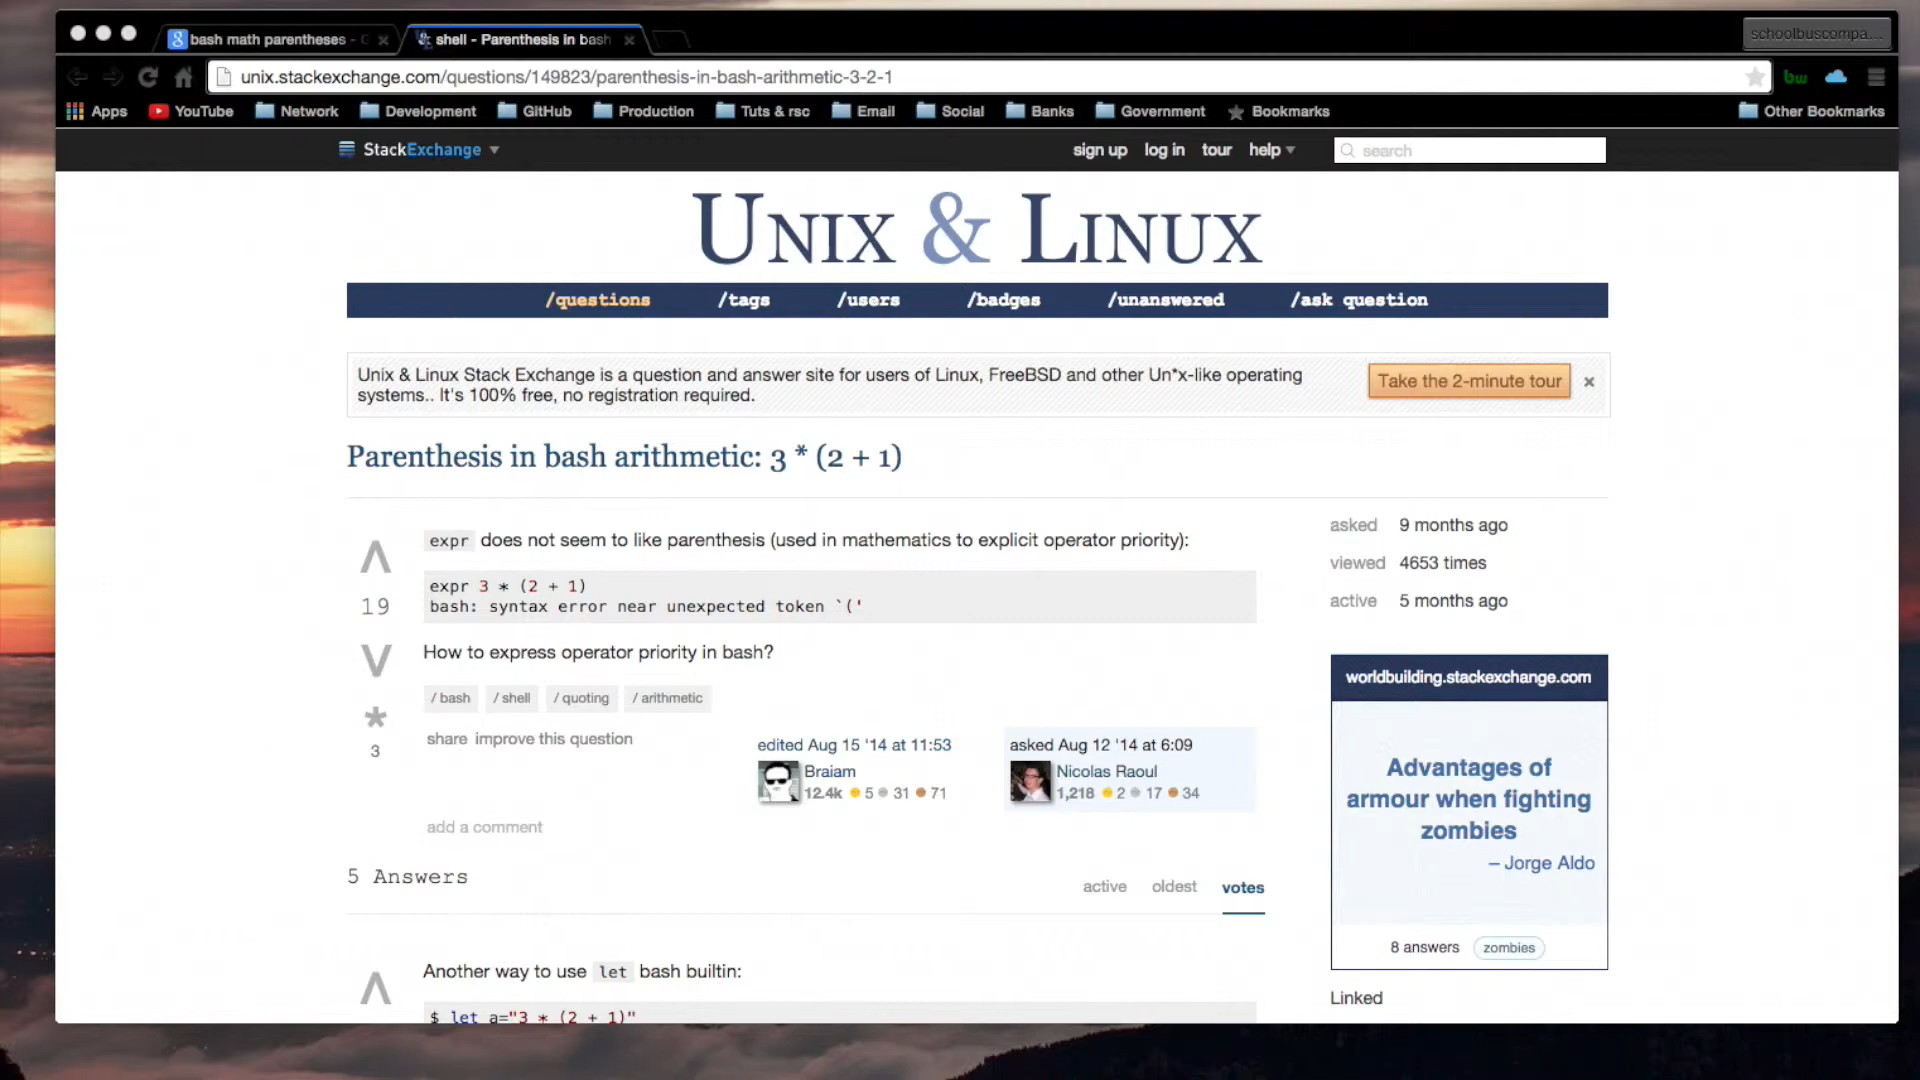 bash math parentheses -
shell - Parenthesis in bash
schoolbuscompa...
unix.stackexchange.com/questions/149823/parenthesis-in-bash-arithmetic-3-2-1
bw
Apps YouTube Network Development GitHub Production Tuts & rsc Email Social Banks Government Bookmarks Other Bookmarks
StackExchange sign up log in tour help search
UNIX & LINUX
/questions /tags /users /badges /unanswered /ask question
Unix & Linux Stack Exchange is a question and answer site for users of Linux, FreeBSD and other Un*x-like operating
systems.. It's 100% free, no registration required.
Take the 2-minute tour
Parenthesis in bash arithmetic: 3 * (2 + 1)
19
3
expr does not seem to like parenthesis (used in mathematics to explicit operator priority):
expr 3 * (2 + 1)
bash: syntax error near unexpected token `('
How to express operator priority in bash?
/ bash / shell / quoting / arithmetic
share improve this question
edited Aug 15 '14 at 11:53
Braiam
12.4k 5 31 71
asked Aug 12 '14 at 6:09
Nicolas Raoul
1,218 2 17 34
add a comment
5 Answers
active oldest votes
Another way to use let bash builtin:
$ let a="3 * (2 + 1)"
asked 9 months ago
viewed 4653 times
active 5 months ago
worldbuilding.stackexchange.com
Advantages of
armour when fighting
zombies
– Jorge Aldo
8 answers zombies
Linked